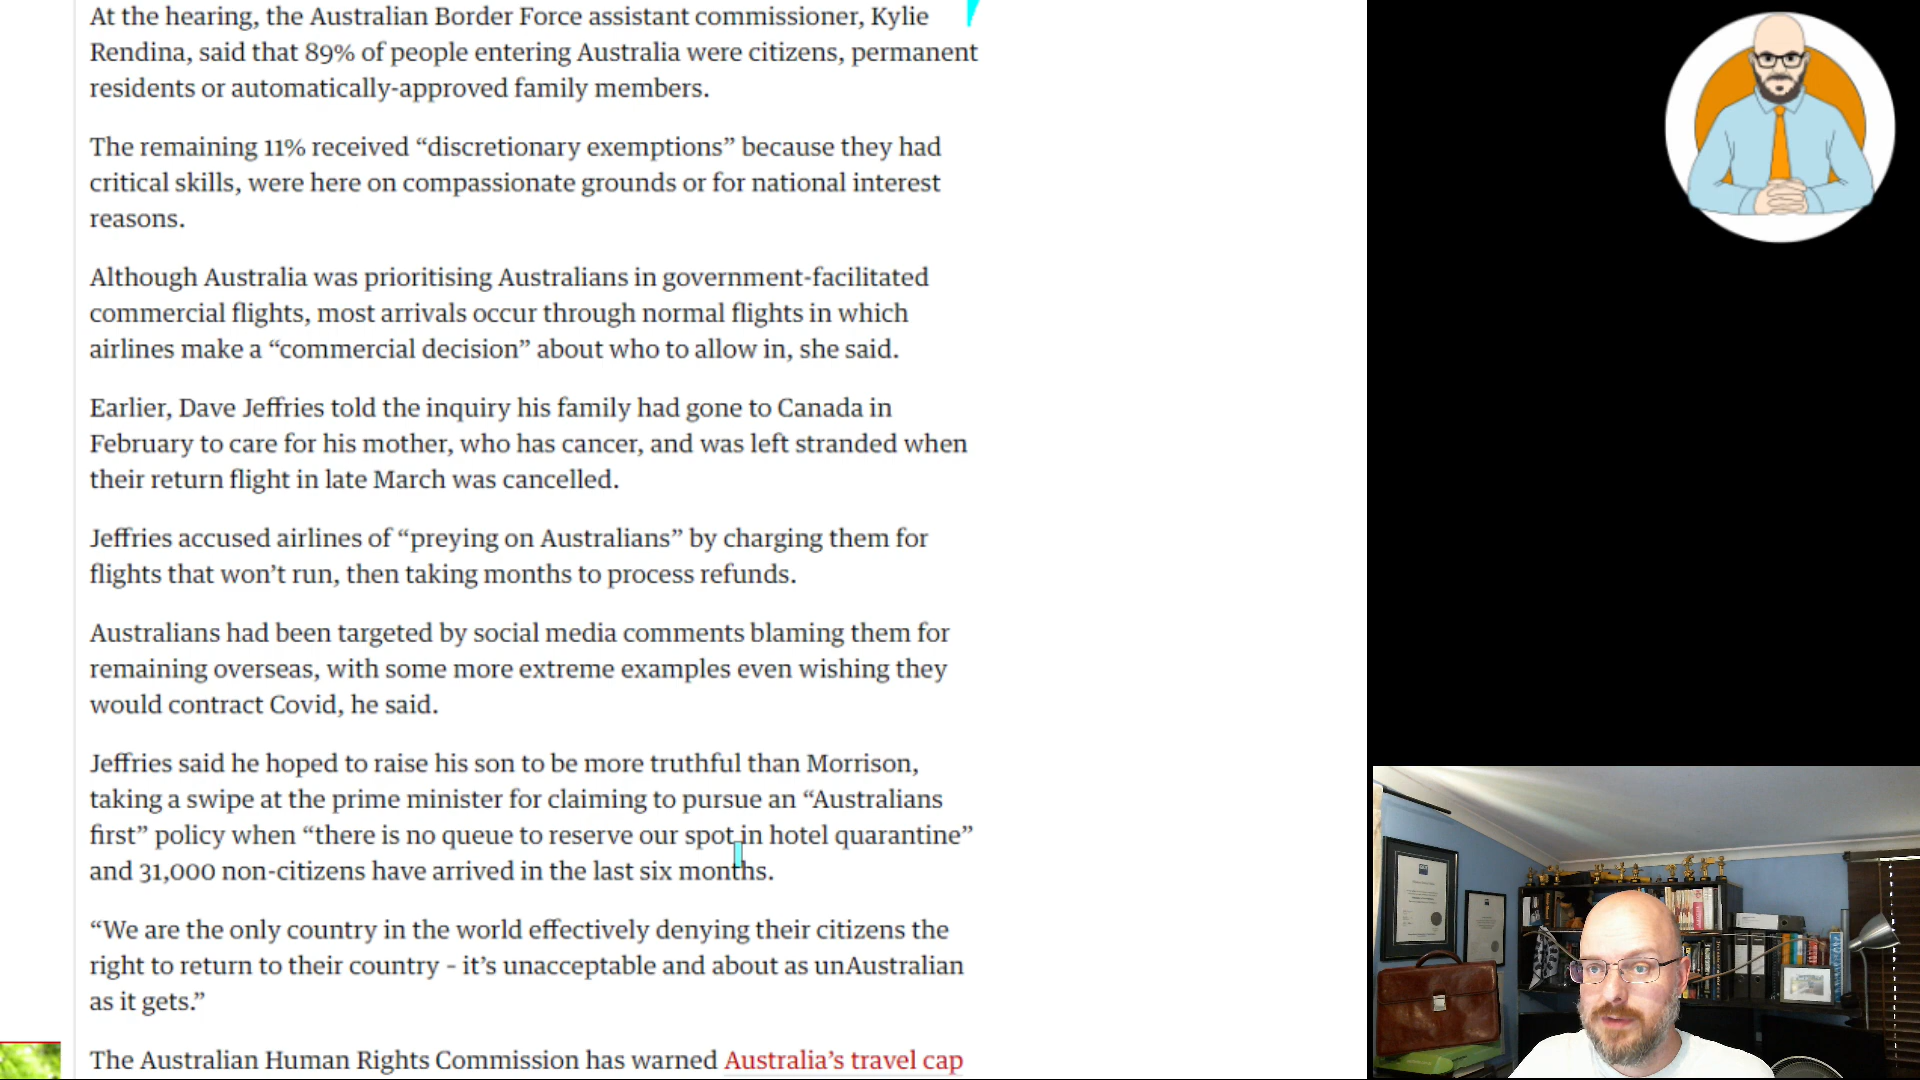 At the hearing, the Australian Border Force assistant commissioner, Kylie
Rendina, said that 89% of people entering Australia were citizens, permanent
residents or automatically-approved family members.
The remaining 11% received “discretionary exemptions” because they had
critical skills, were here on compassionate grounds or for national interest
reasons.
Although Australia was prioritising Australians in government-facilitated
commercial flights, most arrivals occur through normal flights in which
airlines make a “commercial decision” about who to allow in, she said.
Earlier, Dave Jeffries told the inquiry his family had gone to Canada in
February to care for his mother, who has cancer, and was left stranded when
their return flight in late March was cancelled.
Jeffries accused airlines of “preying on Australians” by charging them for
flights that won’t run, then taking months to process refunds.
Australians had been targeted by social media comments blaming them for
remaining overseas, with some more extreme examples even wishing they
would contract Covid, he said.
Jeffries said he hoped to raise his son to be more truthful than Morrison,
taking a swipe at the prime minister for claiming to pursue an “Australians
first” policy when “there is no queue to reserve our spot in hotel quarantine”
and 31,000 non-citizens have arrived in the last six months.
“We are the only country in the world effectively denying their citizens the
right to return to their country - it’s unacceptable and about as unAustralian
as it gets.”
The Australian Human Rights Commission has warned Australia’s travel cap